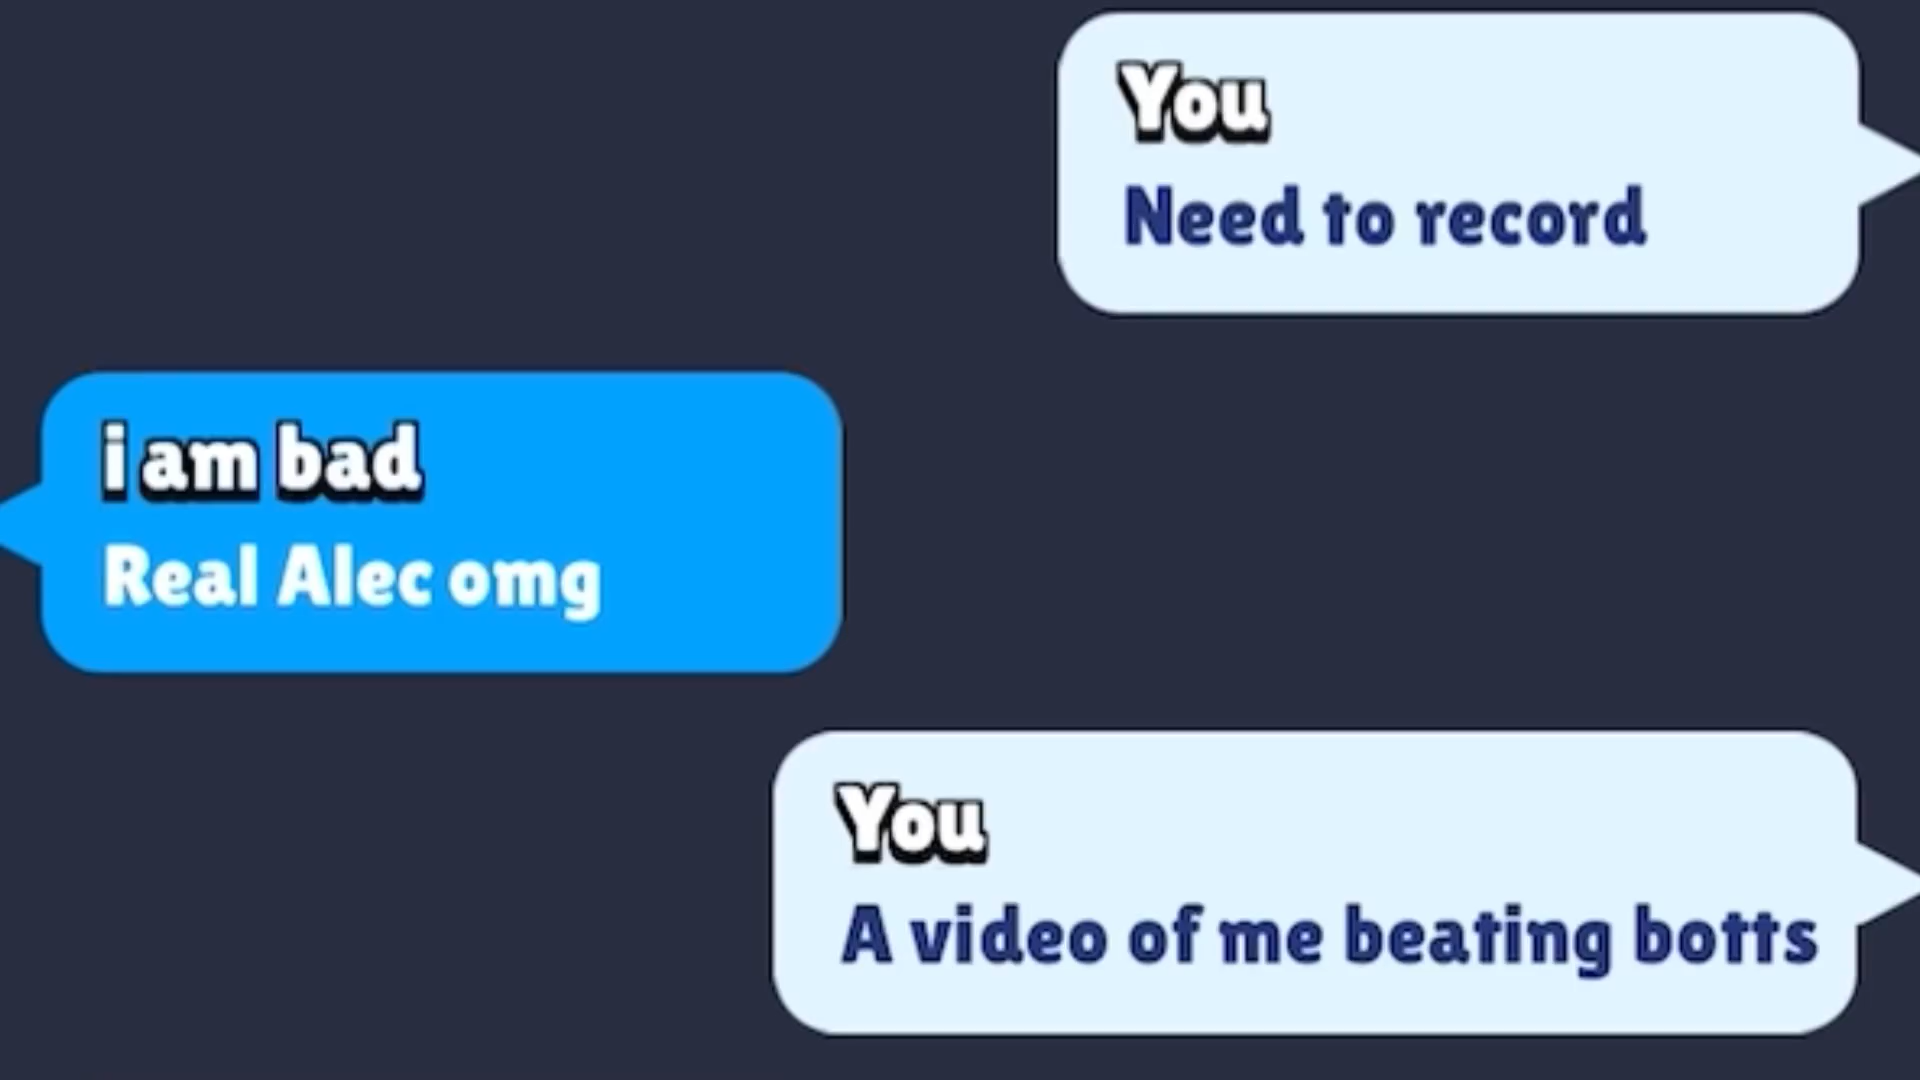 You
Need to record
i am bad
Real Alec omg
You
A video of me beating botts